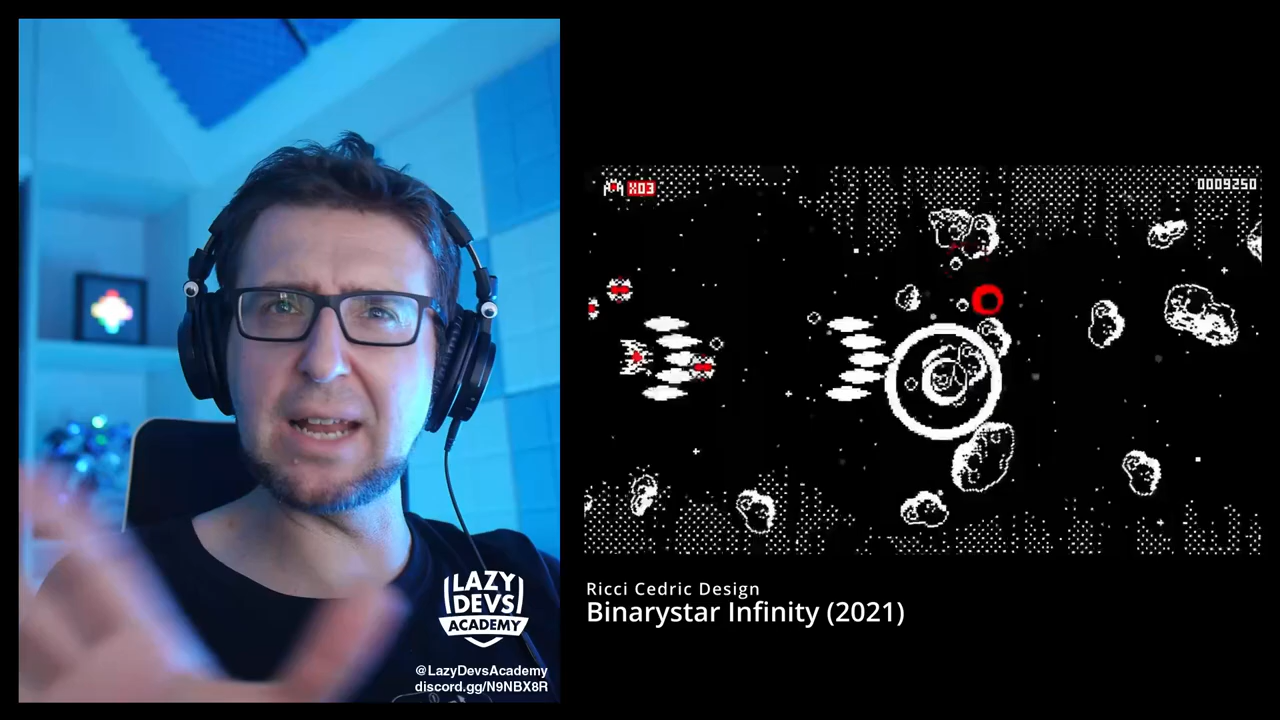 LAZY
DEVS
ACADEMY
@LazyDevsAcademy
discord.gg/N9NBX8R
X03
0009250
Ricci Cedric Design
Binarystar Infinity (2021)